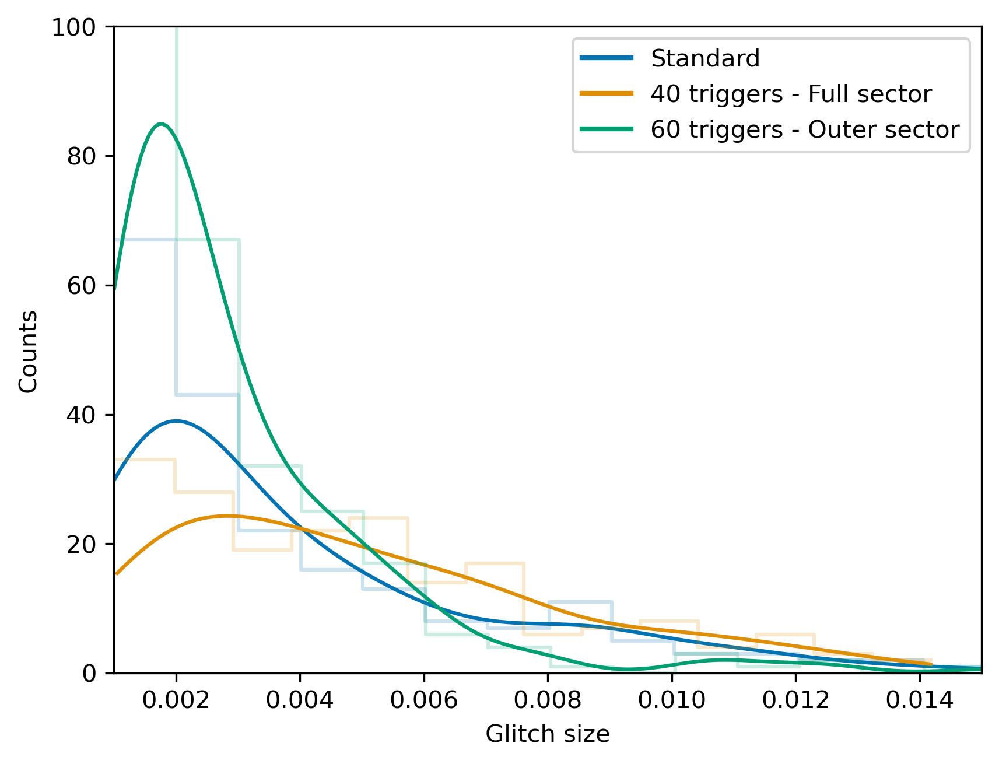 100
80
60
40
20
0
Counts
Standard
40 triggers - Full sector
60 triggers - Outer sector
0.002 0.004 0.006 0.008 0.010 0.012 0.014
Glitch size